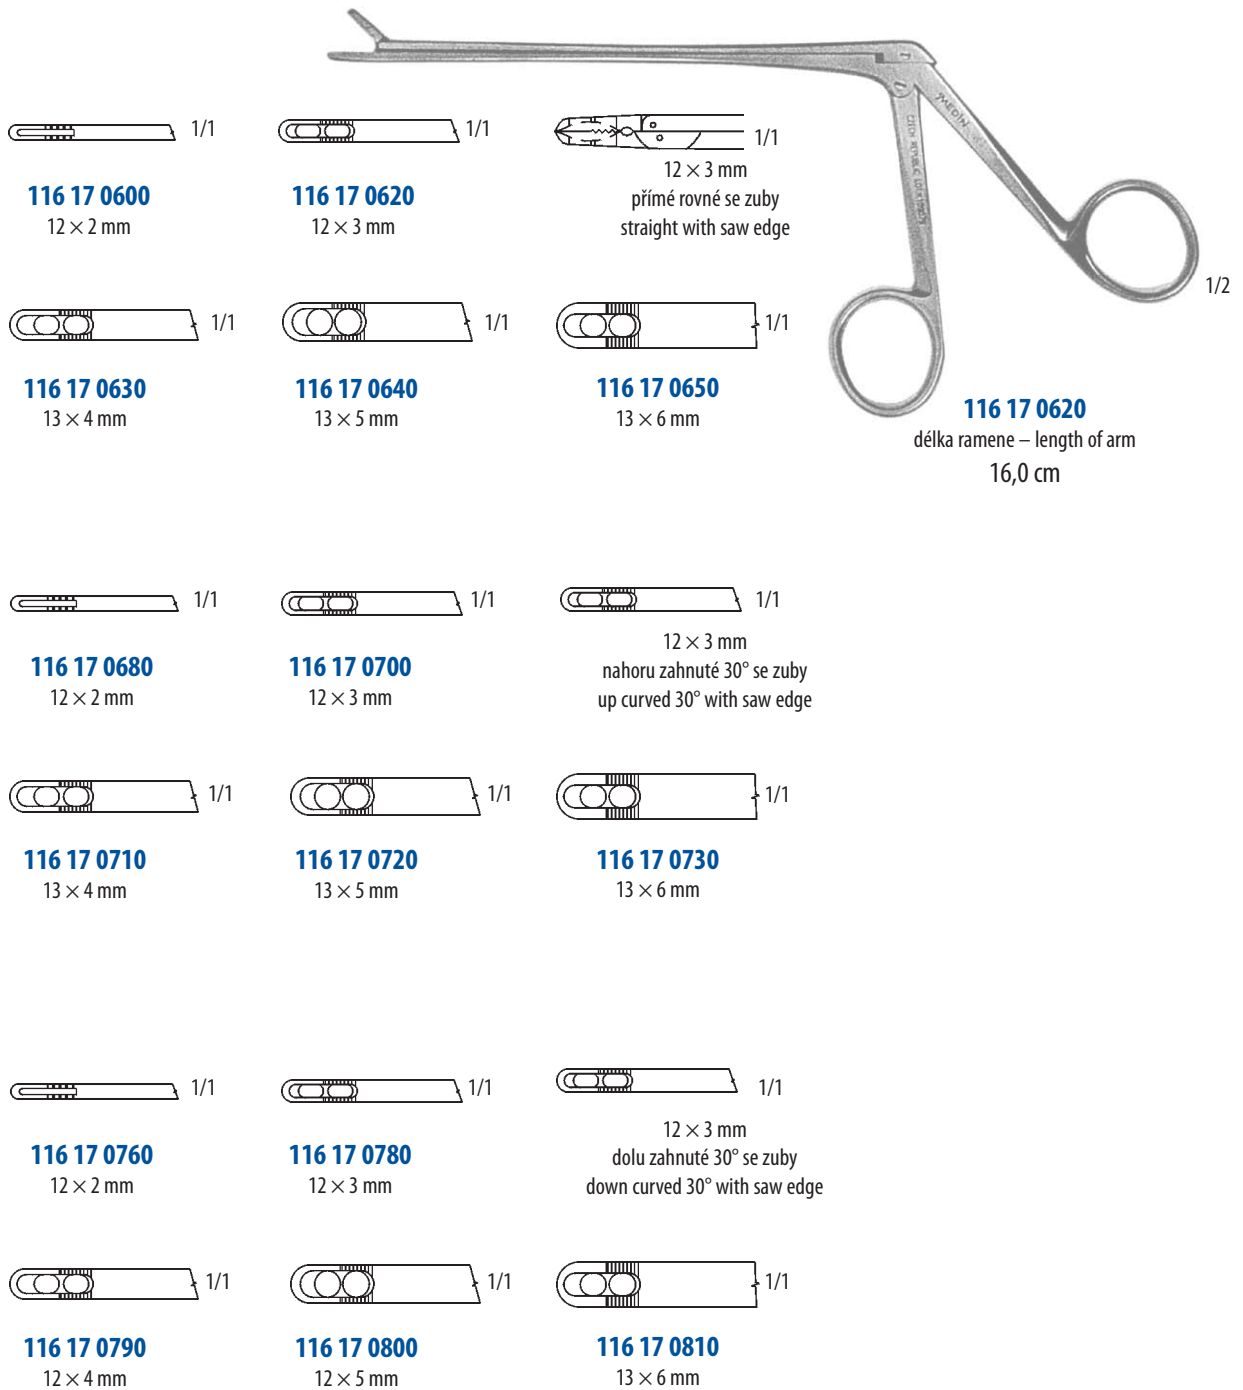 1/1
1/1
1/1
116 17 0600
12 × 2 mm
116 17 0620
12 × 3 mm
12 × 3 mm
přímé rovné se zuby
straight with saw edge
MEDIN
CZECH REPUBLIC
1/2
1/1
1/1
1/1
116 17 0630
13 × 4 mm
116 17 0640
13 × 5 mm
116 17 0650
13 × 6 mm
116 17 0620
délka ramene – length of arm
16,0 cm
1/1
1/1
1/1
116 17 0680
12 × 2 mm
116 17 0700
12 × 3 mm
12 × 3 mm
nahoru zahnuté 30° se zuby
up curved 30° with saw edge
1/1
1/1
1/1
116 17 0710
13 × 4 mm
116 17 0720
13 × 5 mm
116 17 0730
13 × 6 mm
1/1
1/1
1/1
116 17 0760
12 × 2 mm
116 17 0780
12 × 3 mm
12 × 3 mm
dolu zahnuté 30° se zuby
down curved 30° with saw edge
1/1
1/1
1/1
116 17 0790
12 × 4 mm
116 17 0800
12 × 5 mm
116 17 0810
13 × 6 mm